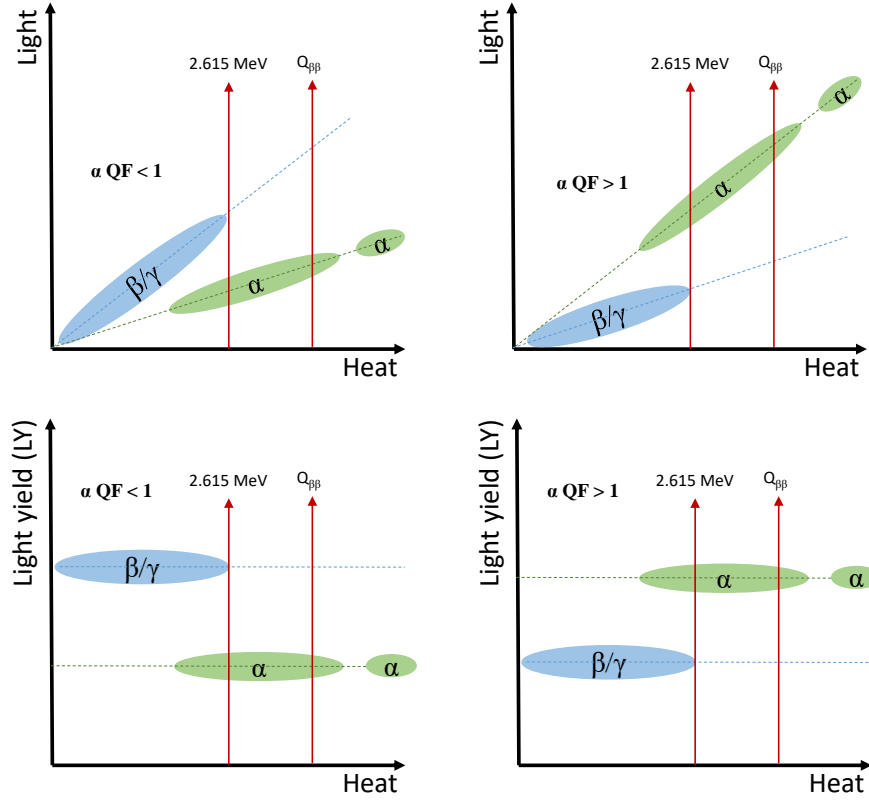 Light
2.615 MeV
Qββ
α QF < 1
β/γ
α
α
Heat
Light
2.615 MeV
Qββ
α QF > 1
α
α
β/γ
Heat
Light yield (LY)
α QF < 1
2.615 MeV
Qββ
β/γ
α
α
Heat
Light yield (LY)
α QF > 1
2.615 MeV
Qββ
α
α
β/γ
Heat